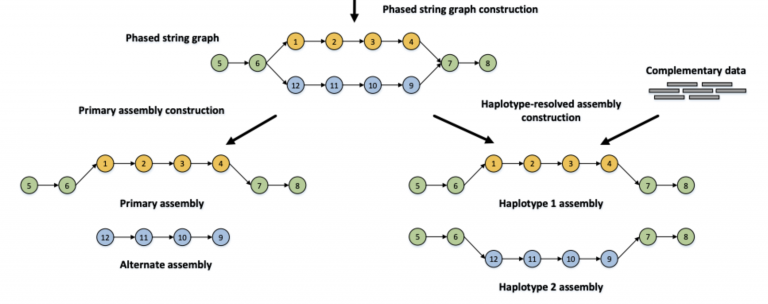 Phased string graph construction
Phased string graph
1 2 3 4
5 6 7 8
12 11 10 9
Complementary data
Primary assembly construction
Haplotype-resolved assembly
construction
1 2 3 4
5 6 7 8
Primary assembly
12 11 10 9
Alternate assembly
1 2 3 4
5 6 7 8
Haplotype 1 assembly
5 6 7 8
12 11 10 9
Haplotype 2 assembly